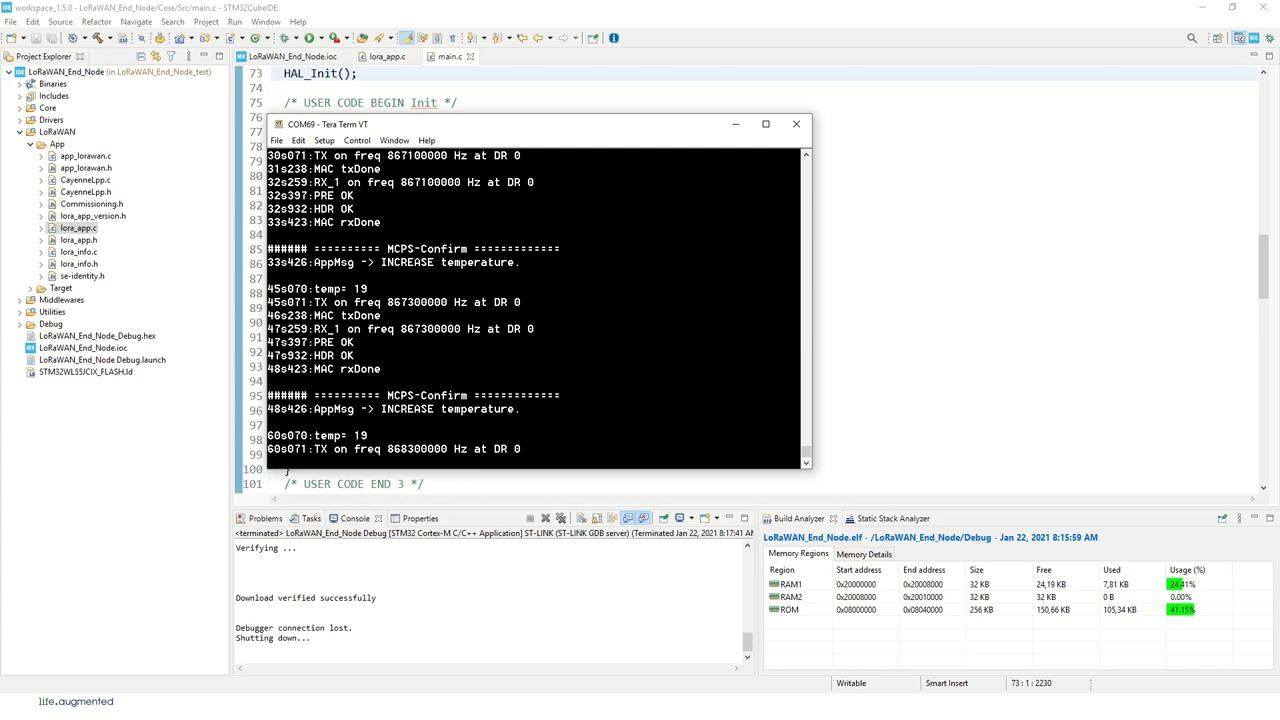 IDE workspace_1.5.0 - LoRaWAN_End_Node/Core/Src/main.c - STM32CubeIDE
File Edit Source Refactor Navigate Search Project Run Window Help
Project Explorer
LoRaWAN_End_Node.ioc lora_app.c main.c
IDE LoRaWAN_End_Node (in LoRaWAN_End_Node_test)
Binaries
Includes
Core
Drivers
LoRaWAN
App
app_lorawan.c
app_lorawan.h
CayenneLpp.c
CayenneLpp.h
Commissioning.h
lora_app_version.h
lora_app.c
lora_app.h
lora_info.c
lora_info.h
se-identity.h
Target
Middlewares
Utilities
Debug
LoRaWAN_End_Node_Debug.hex
MX LoRaWAN_End_Node.ioc
LoRaWAN_End_Node Debug.launch
STM32WL55JCIX_FLASH.ld
73 HAL_Init();
74
75 /* USER CODE BEGIN Init */
76
77
78
79
80
81
82
83
84
85
86
87
88
89
90
91
92
93
94
95
96
97
98
99
100 }
101 /* USER CODE END 3 */
COM69 - Tera Term VT
File Edit Setup Control Window Help
30s071:TX on freq 867100000 Hz at DR 0
31s238:MAC txDone
32s259:RX_1 on freq 867100000 Hz at DR 0
32s397:PRE OK
32s932:HDR OK
33s423:MAC rxDone
###### ========== MCPS-Confirm =============
33s426:AppMsg -> INCREASE temperature.
45s070:temp= 19
45s071:TX on freq 867300000 Hz at DR 0
46s238:MAC txDone
47s259:RX_1 on freq 867300000 Hz at DR 0
47s397:PRE OK
47s932:HDR OK
48s423:MAC rxDone
###### ========== MCPS-Confirm =============
48s426:AppMsg -> INCREASE temperature.
60s070:temp= 19
60s071:TX on freq 868300000 Hz at DR 0
Problems Tasks Console Properties
<terminated> LoRaWAN_End_Node Debug [STM32 Cortex-M C/C++ Application] ST-LINK (ST-LINK GDB server) (Terminated Jan 22, 2021 8:17:41 AM
Verifying ...
Download verified successfully
Debugger connection lost.
Shutting down...
Build Analyzer Static Stack Analyzer
LoRaWAN_End_Node.elf - /LoRaWAN_End_Node/Debug - Jan 22, 2021 8:15:59 AM
Memory Regions Memory Details
Region Start address End address Size Free Used Usage (%)
RAM1 0x20000000 0x20008000 32 KB 24,19 KB 7,81 KB 24.41%
RAM2 0x20008000 0x20010000 32 KB 32 KB 0 B 0.00%
ROM 0x08000000 0x08040000 256 KB 150,66 KB 105,34 KB 41.15%
Writable Smart Insert 73 : 1 : 2230
life.augmented